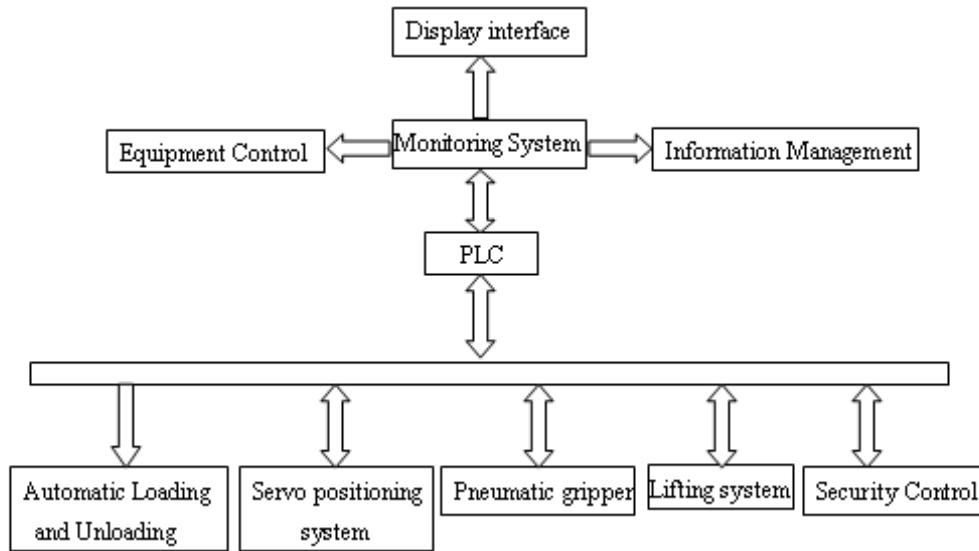 Display interface
Equipment Control
Monitoring System
Information Management
PLC
Automatic Loading
and Unloading
Servo positioning
system
Pneumatic gripper
Lifting system
Security Control